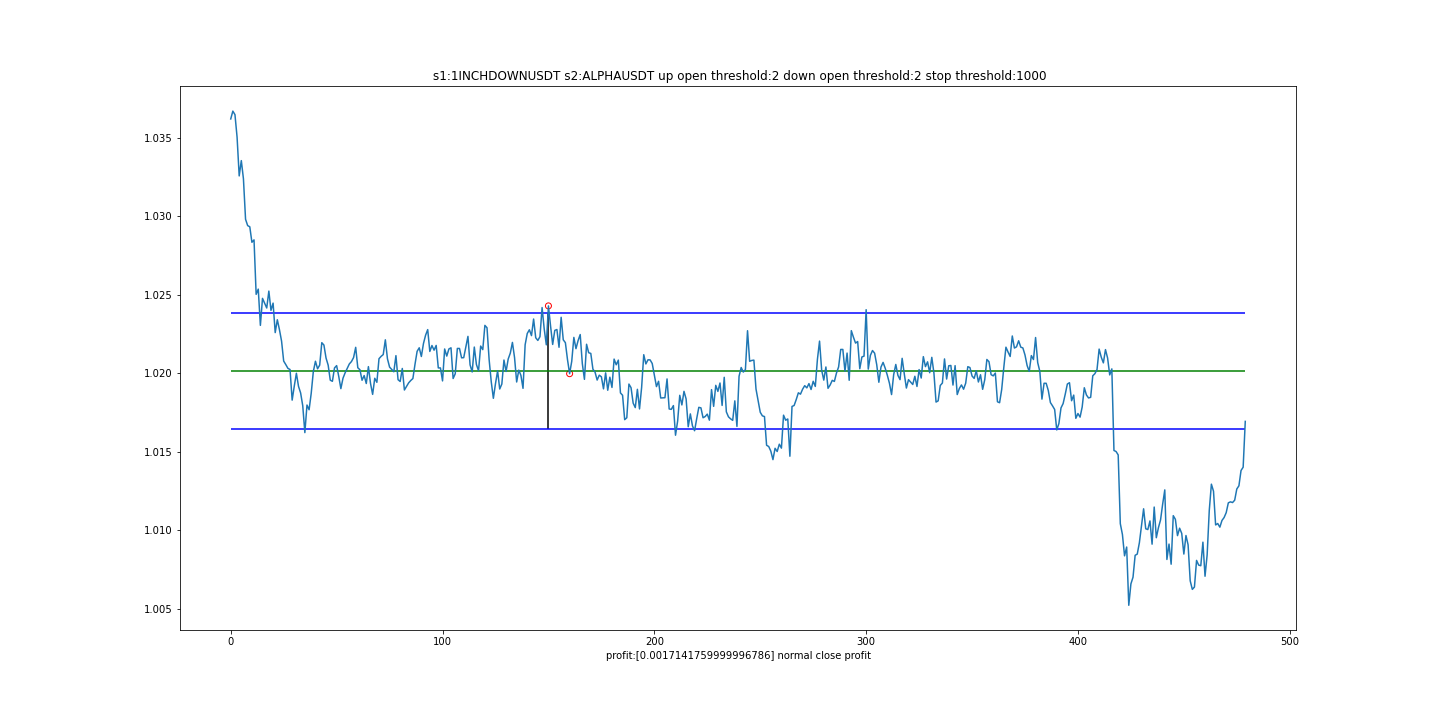 s1:1INCHDOWNUSDT s2:ALPHAUSDT up open threshold:2 down open threshold:2 stop threshold:1000
1.035
1.030
1.025
1.020
1.015
1.010
1.005
0 100 200 300 400 500
profit:[0.0017141759999996786] normal close profit